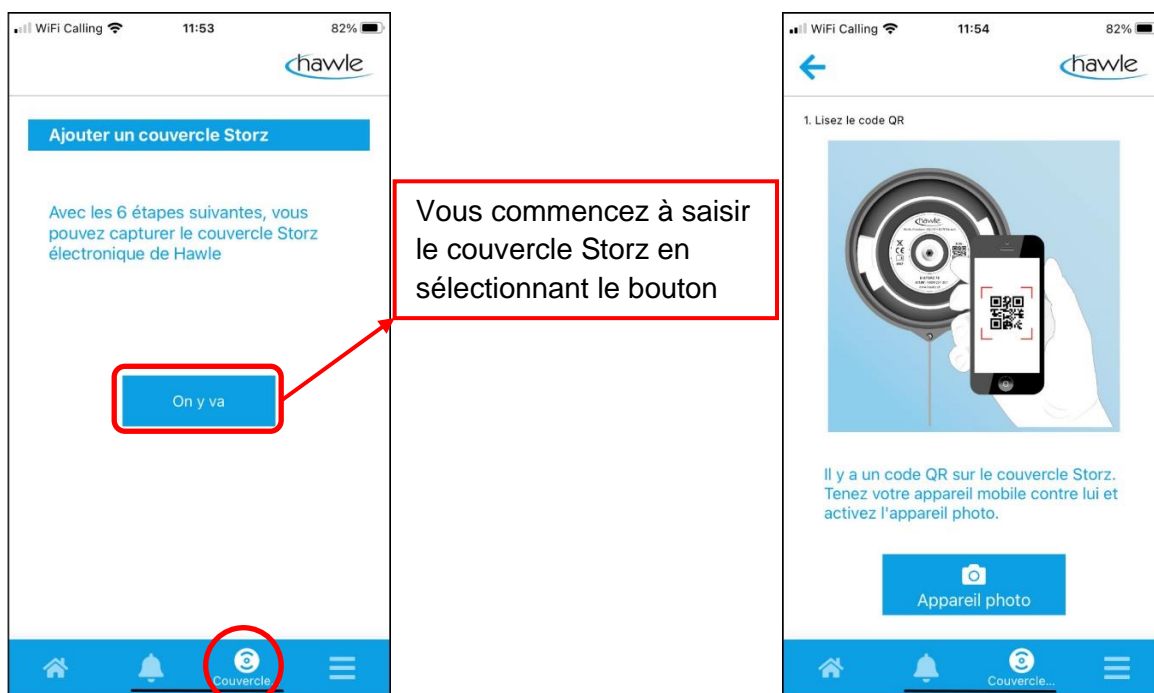 WiFi Calling 11:53 82%
hawle
Ajouter un couvercle Storz
Avec les 6 étapes suivantes, vous
pouvez capturer le couvercle Storz
électronique de Hawle
On y va
Couvercle...
Vous commencez à saisir
le couvercle Storz en
sélectionnant le bouton
WiFi Calling 11:54 82%
hawle
1. Lisez le code QR
hawle
Il y a un code QR sur le couvercle Storz.
Tenez votre appareil mobile contre lui et
activez l'appareil photo.
Appareil photo
Couvercle...